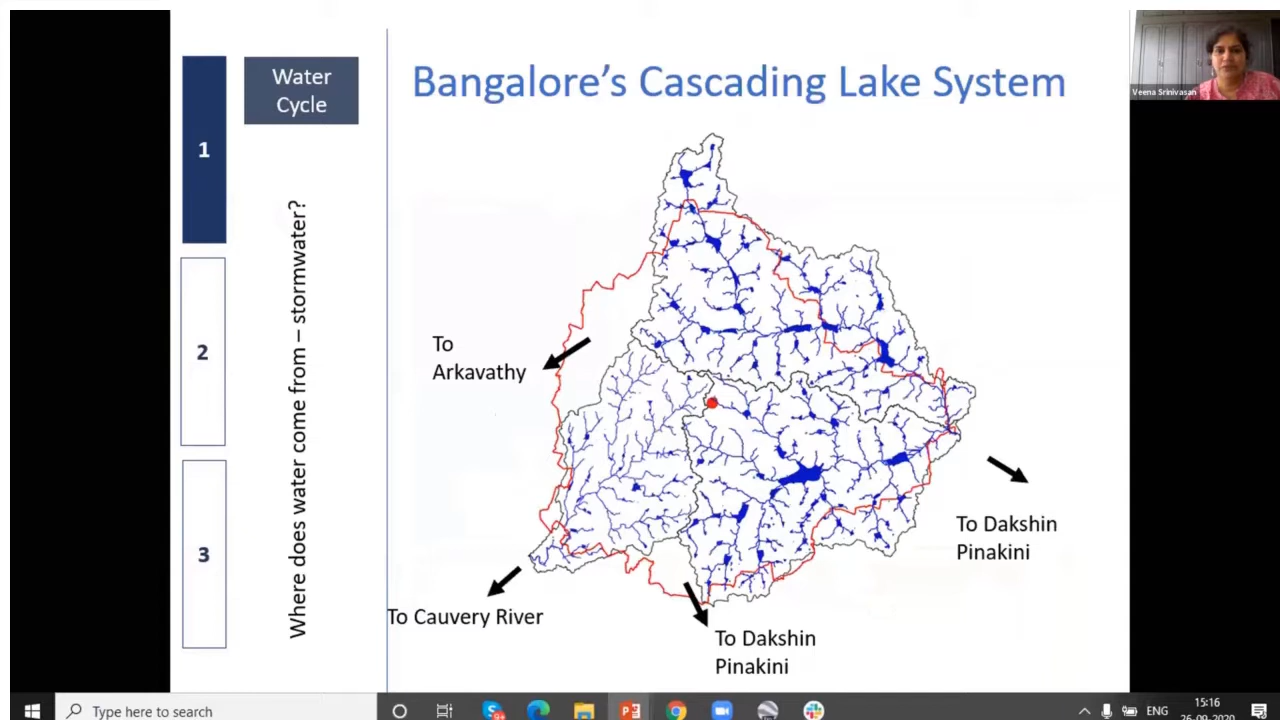 Water
Cycle
Bangalore's Cascading Lake System
Veena Srinivasan
1
2
3
Where does water come from – stormwater?
To
Arkavathy
To Dakshin
Pinakini
To Cauvery River
To Dakshin
Pinakini
Type here to search
ENG
15:16
26-09-2020